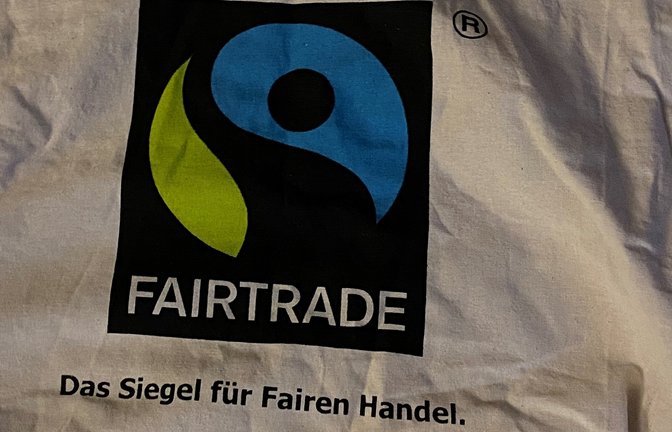 ®
FAIRTRADE
Das Siegel für Fairen Handel.